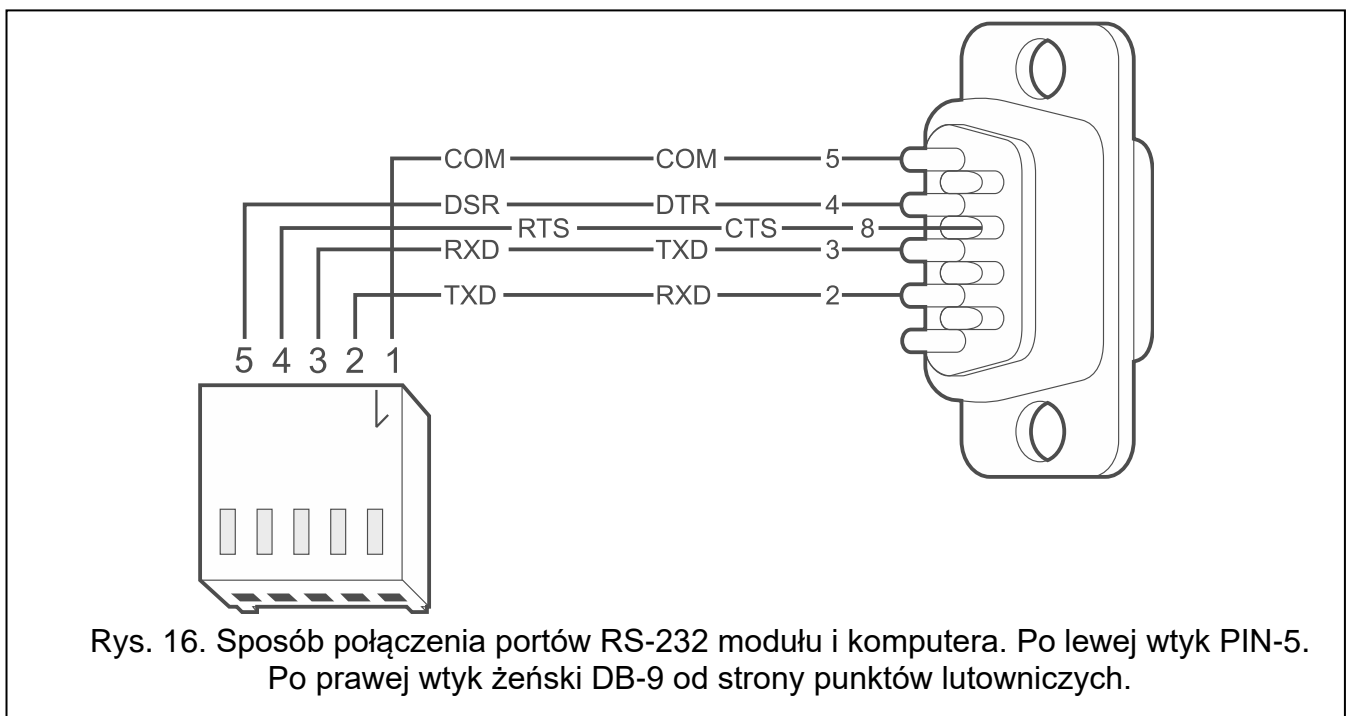 COM COM 5
DSR DTR 4
RTS CTS 8
RXD TXD 3
TXD RXD 2
5 4 3 2 1
Rys. 16. Sposób połączenia portów RS-232 modułu i komputera. Po lewej wtyk PIN-5.
Po prawej wtyk żeński DB-9 od strony punktów lutowniczych.